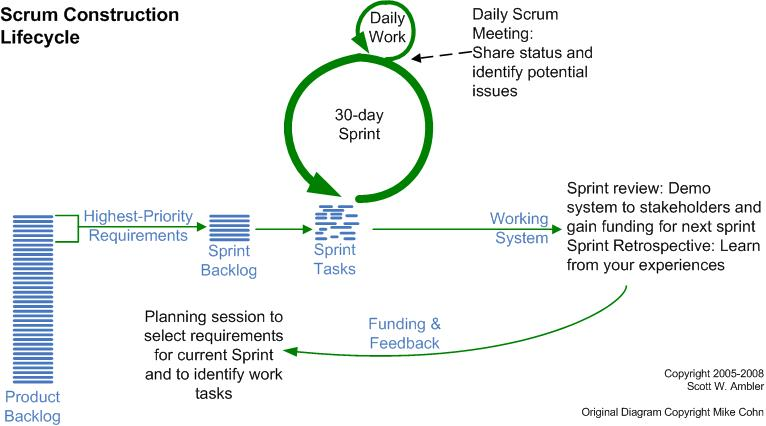 Scrum Construction
Lifecycle
Daily
Work
Daily Scrum
Meeting:
Share status and
identify potential
issues
30-day
Sprint
Highest-Priority
Requirements
Sprint
Backlog
Sprint
Tasks
Working
System
Sprint review: Demo
system to stakeholders and
gain funding for next sprint
Sprint Retrospective: Learn
from your experiences
Planning session to
select requirements
for current Sprint
and to identify work
tasks
Funding &
Feedback
Product
Backlog
Copyright 2005-2008
Scott W. Ambler
Original Diagram Copyright Mike Cohn